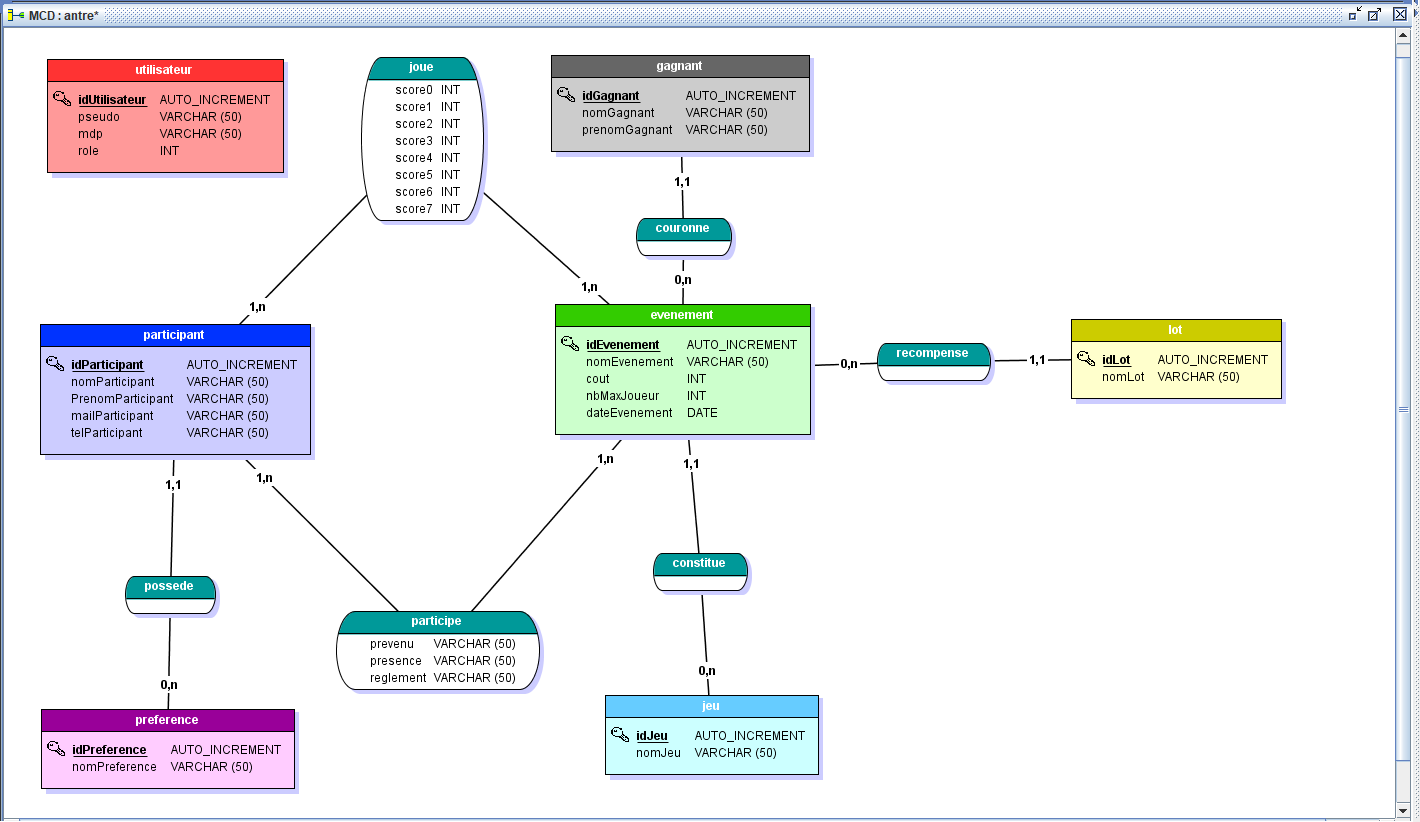 MCD : antre*
utilisateur
idUtilisateur AUTO_INCREMENT
pseudo VARCHAR (50)
mdp VARCHAR (50)
role INT
joue
score0 INT
score1 INT
score2 INT
score3 INT
score4 INT
score5 INT
score6 INT
score7 INT
gagnant
idGagnant AUTO_INCREMENT
nomGagnant VARCHAR (50)
prenomGagnant VARCHAR (50)
1,1
couronne
0,n
1,n
1,n
participant
idParticipant AUTO_INCREMENT
nomParticipant VARCHAR (50)
PrenomParticipant VARCHAR (50)
mailParticipant VARCHAR (50)
telParticipant VARCHAR (50)
evenement
idEvenement AUTO_INCREMENT
nomEvenement VARCHAR (50)
cout INT
nbMaxJoueur INT
dateEvenement DATE
0,n
recompense
1,1
lot
idLot AUTO_INCREMENT
nomLot VARCHAR (50)
1,1
1,n
1,n
1,1
possede
participe
prevenu VARCHAR (50)
presence VARCHAR (50)
reglement VARCHAR (50)
constitue
0,n
0,n
preference
idPreference AUTO_INCREMENT
nomPreference VARCHAR (50)
jeu
idJeu AUTO_INCREMENT
nomJeu VARCHAR (50)